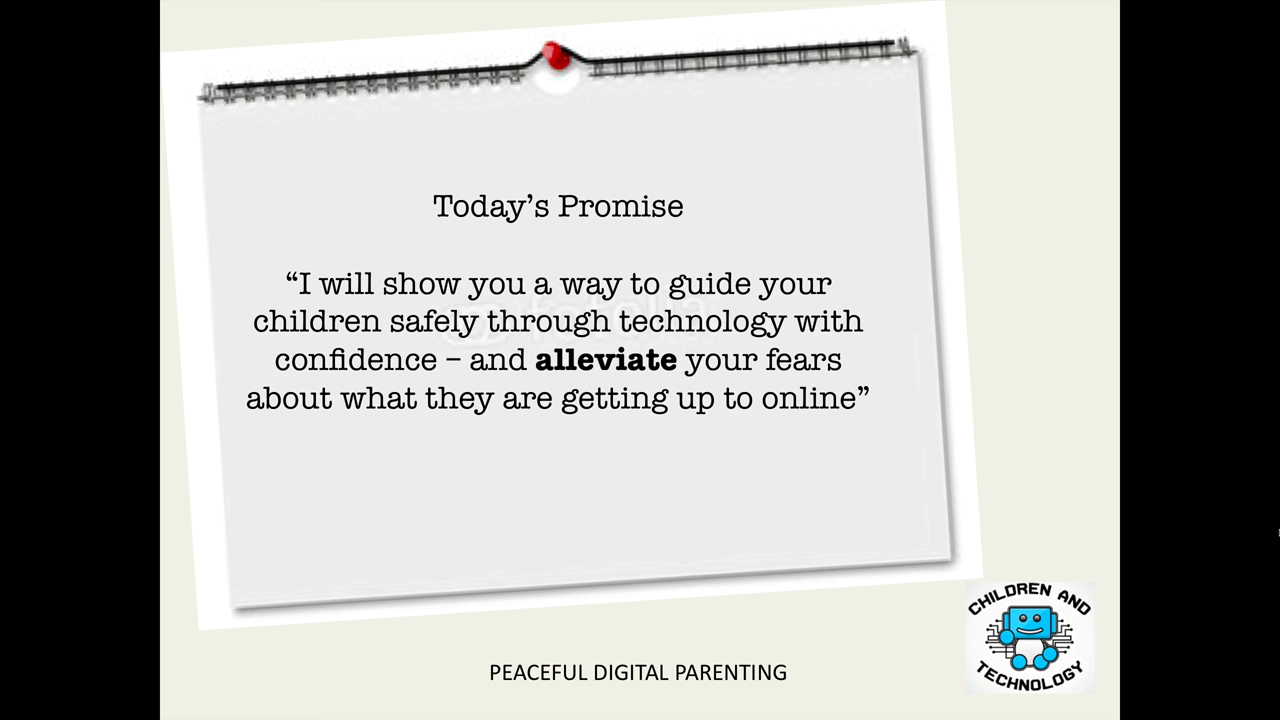 Today’s Promise
“I will show you a way to guide your
children safely through technology with
confidence – and alleviate your fears
about what they are getting up to online”
CHILDREN AND
TECHNOLOGY
PEACEFUL DIGITAL PARENTING